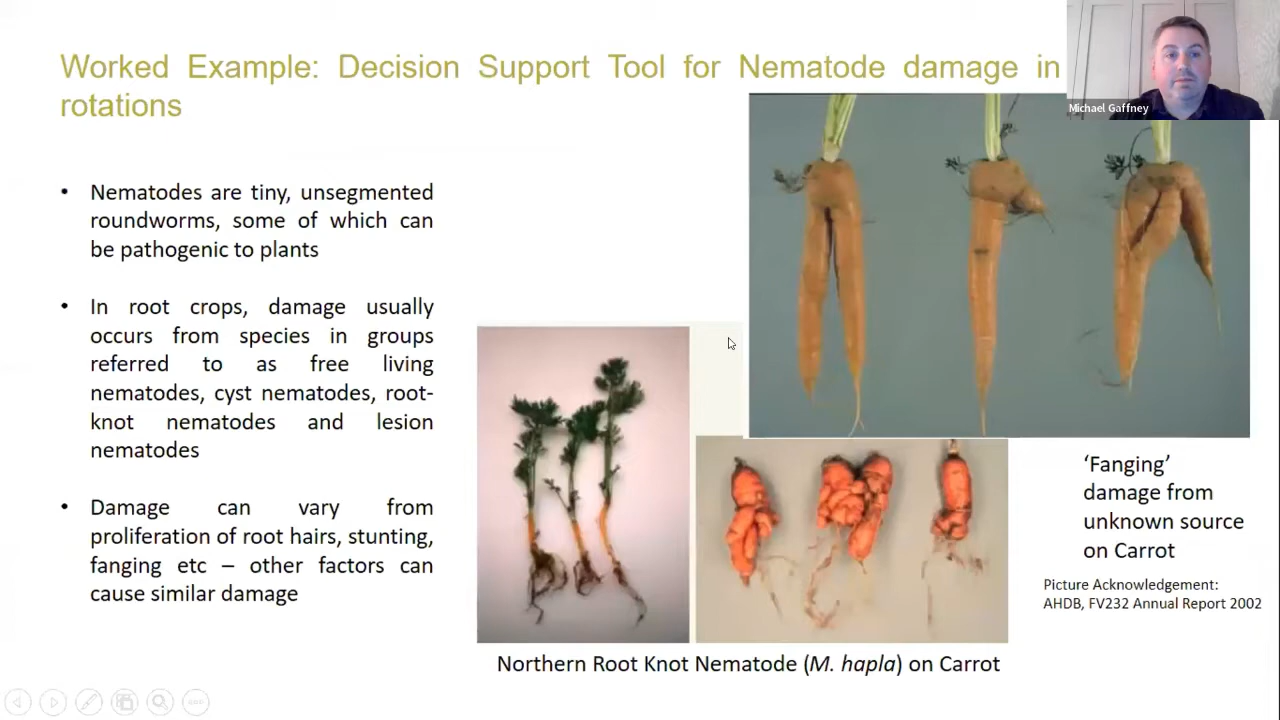 Worked Example: Decision Support Tool for Nematode damage in
rotations
Michael Gaffney
• Nematodes are tiny, unsegmented
roundworms, some of which can
be pathogenic to plants
• In root crops, damage usually
occurs from species in groups
referred to as free living
nematodes, cyst nematodes, root-
knot nematodes and lesion
nematodes
• Damage can vary from
proliferation of root hairs, stunting,
fanging etc – other factors can
cause similar damage
‘Fanging’
damage from
unknown source
on Carrot
Picture Acknowledgement:
AHDB, FV232 Annual Report 2002
Northern Root Knot Nematode (M. hapla) on Carrot